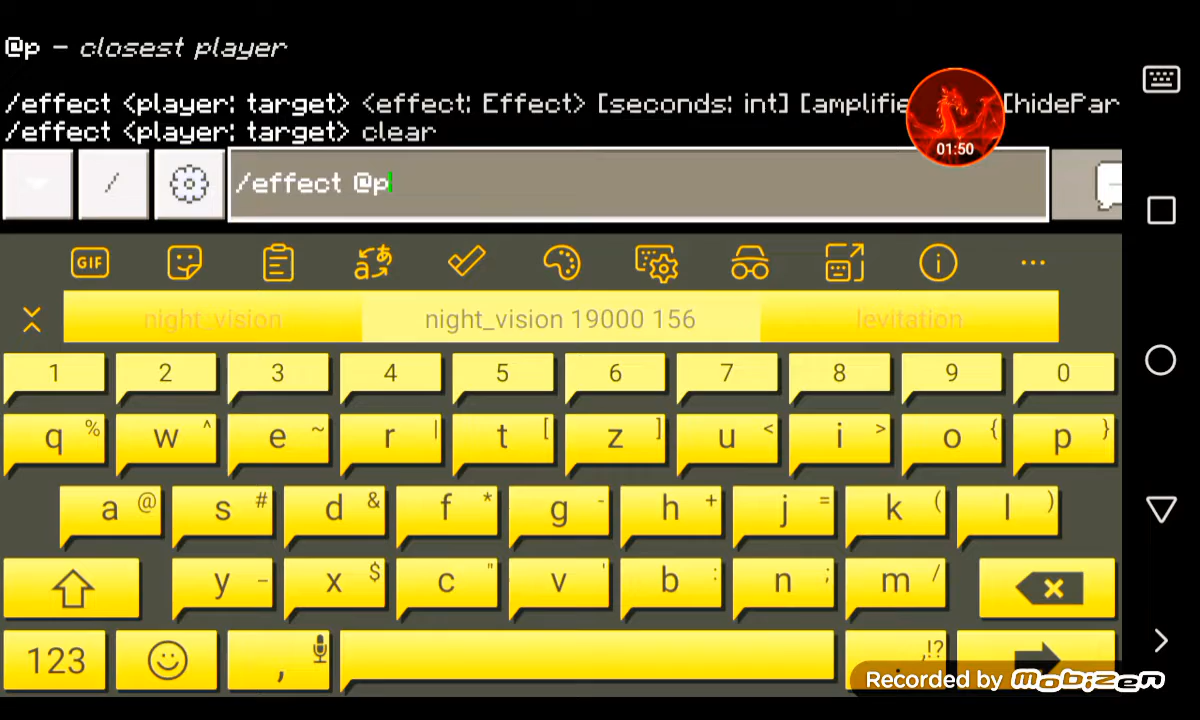 @p – closest player
/effect <player: target> <effect: Effect> [seconds: int] [amplifie [hidePar
/effect <player: target> clear
01:50
/
/effect @p
GIF
night_vision night_vision 19000 156 levitation
1 2 3 4 5 6 7 8 9 0
q % w ^ e ~ r | t [ z ] u < i > o { p }
a @ s # d & f * g - h + j = k ( l )
y _ x $ c " v ' b : n ; m /
123 , ,!?
Recorded by mobizen